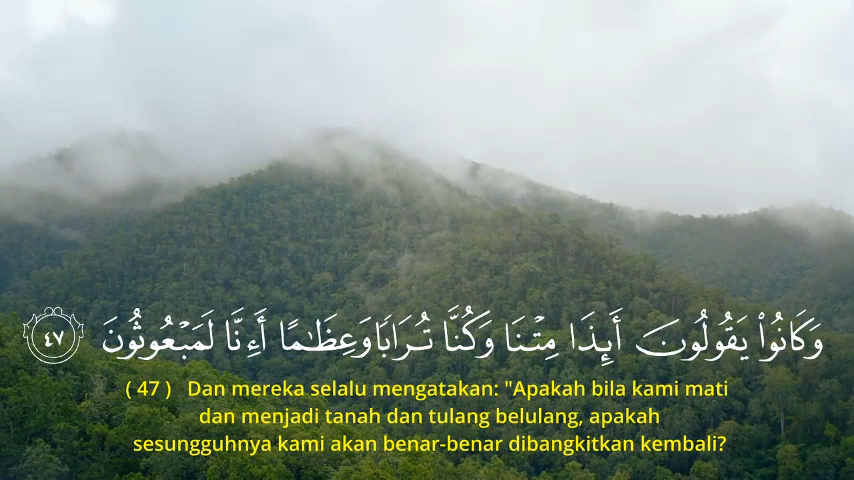 وَكَانُوا۟ يَقُولُونَ أَىِٕذَا مِتْنَا وَكُنَّا تُرَابًا وَعِظَٰمًا أَءِنَّا لَمَبْعُوثُونَ ٤٧
( 47 ) Dan mereka selalu mengatakan: "Apakah bila kami mati
dan menjadi tanah dan tulang belulang, apakah
sesungguhnya kami akan benar-benar dibangkitkan kembali?